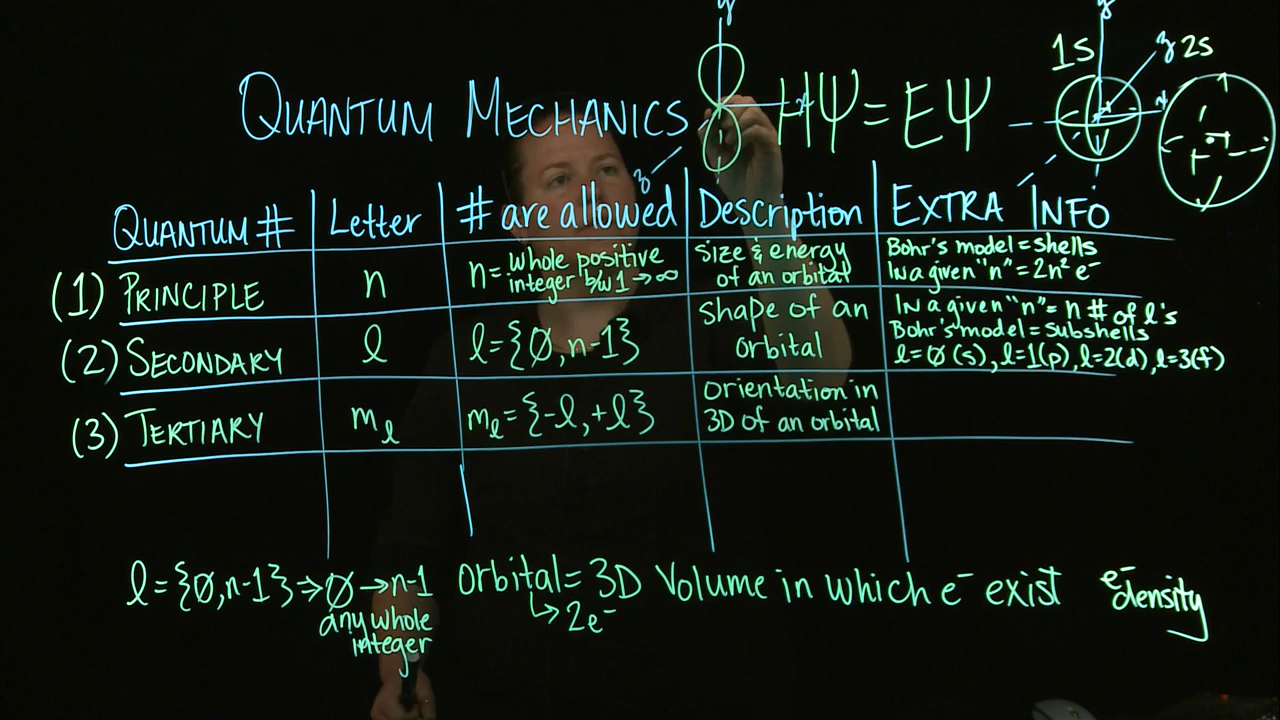 y
y
1s
z 2s
QUANTUM MECHANICS
x
HΨ = EΨ
x
z
QUANTUM #
Letter
# are allowed
Description
EXTRA INFO
(1) PRINCIPLE
n
n = whole positive
integer b/w 1 → ∞
size & energy
of an orbital
Bohr's model = shells
In a given "n" = 2n² e⁻
(2) SECONDARY
l
l = {Ø, n-1}
shape of an
orbital
In a given "n" = n # of l's
Bohr's model = subshells
l = Ø (s), l = 1(p), l = 2(d), l = 3(f)
(3) TERTIARY
mₗ
mₗ = {-l, +l}
orientation in
3D of an orbital
l = {Ø, n-1} ⇒ Ø → n-1
any whole
integer
orbital = 3D Volume in which e⁻ exist
↳ 2e⁻
e⁻ density